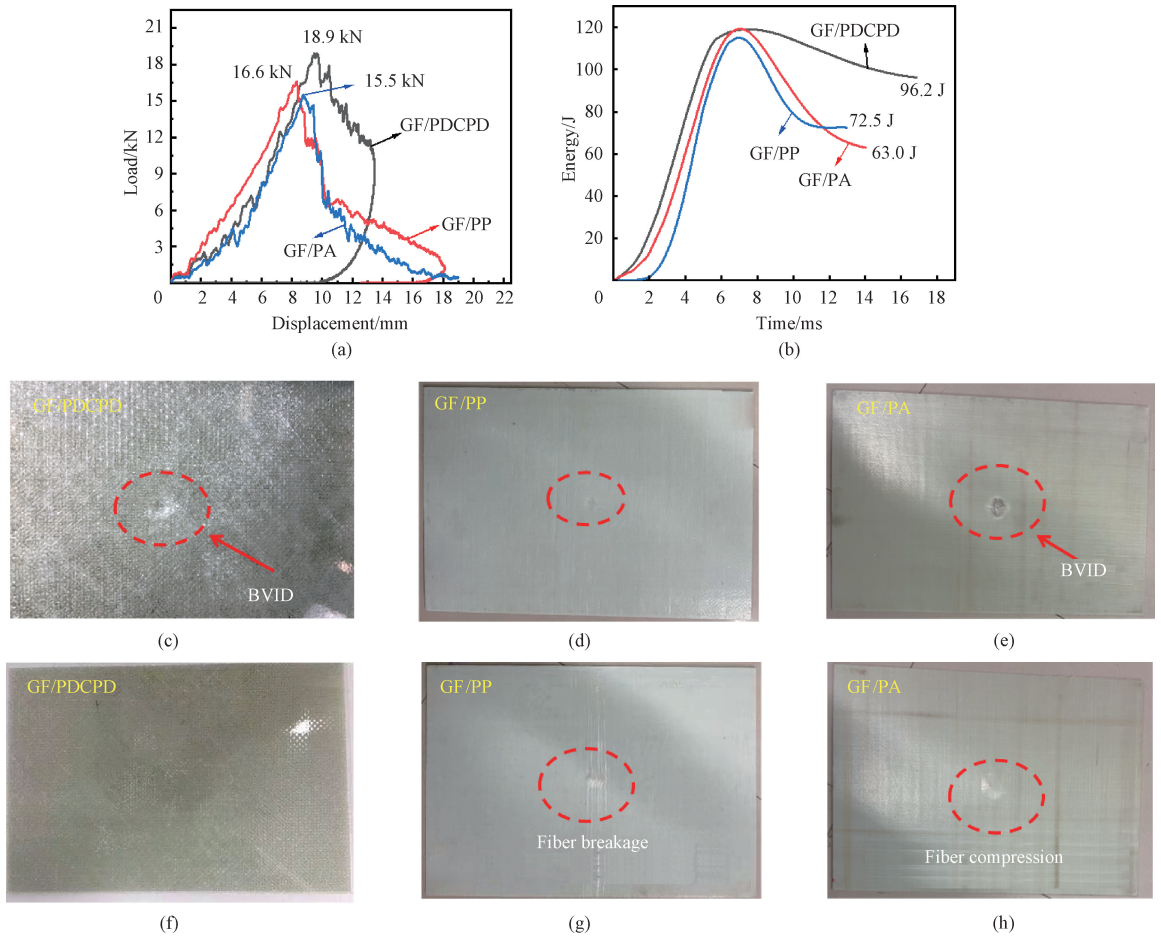 21
18
15
12
9
6
3
0
2
4
6
8
10
12
14
16
18
20
22
Load/kN
Displacement/mm
18.9 kN
16.6 kN
15.5 kN
GF/PDCPD
GF/PP
GF/PA
(a)
120
100
80
60
40
20
0
0
2
4
6
8
10
12
14
16
18
Energy/J
Time/ms
GF/PDCPD
96.2 J
72.5 J
63.0 J
GF/PP
GF/PA
(b)
GF/PDCPD
BVID
(c)
GF/PP
(d)
GF/PA
BVID
(e)
GF/PDCPD
(f)
GF/PP
Fiber breakage
(g)
GF/PA
Fiber compression
(h)